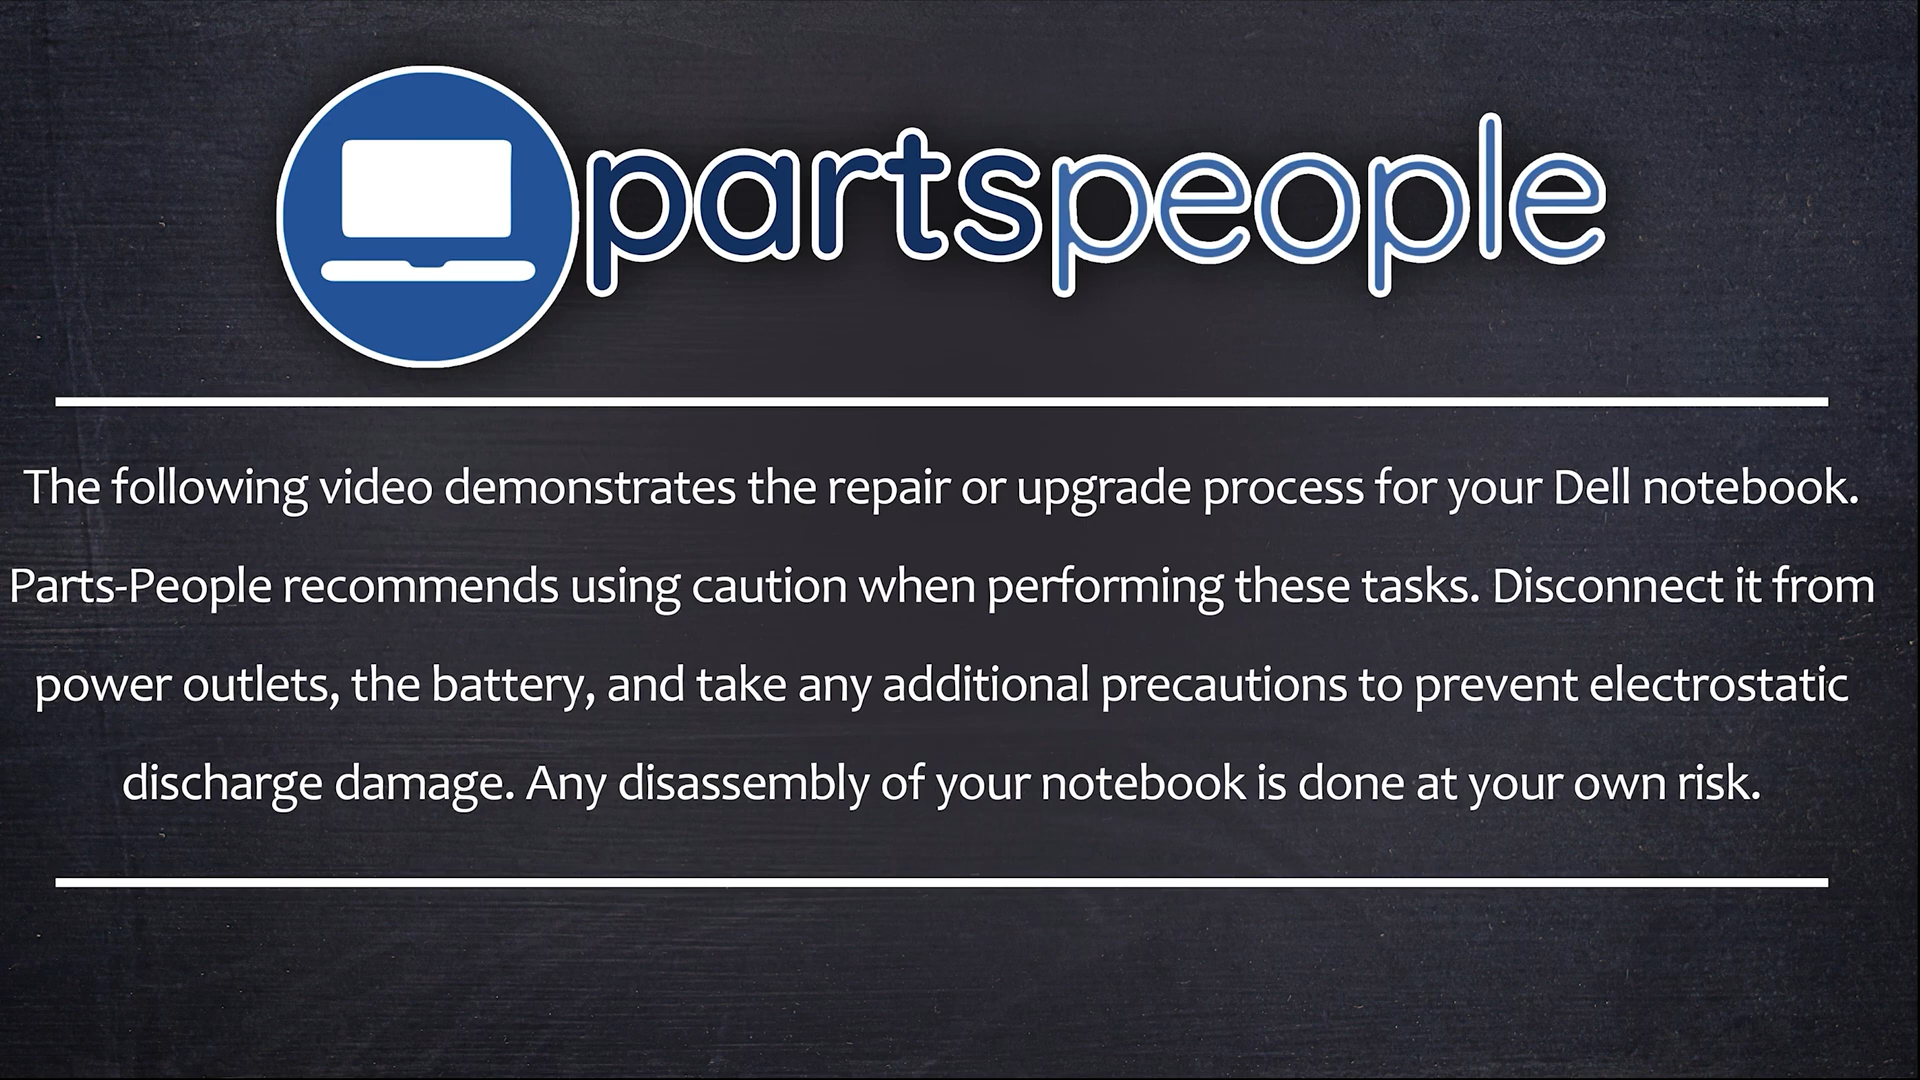 partspeople
The following video demonstrates the repair or upgrade process for your Dell notebook.
Parts-People recommends using caution when performing these tasks. Disconnect it from
power outlets, the battery, and take any additional precautions to prevent electrostatic
discharge damage. Any disassembly of your notebook is done at your own risk.